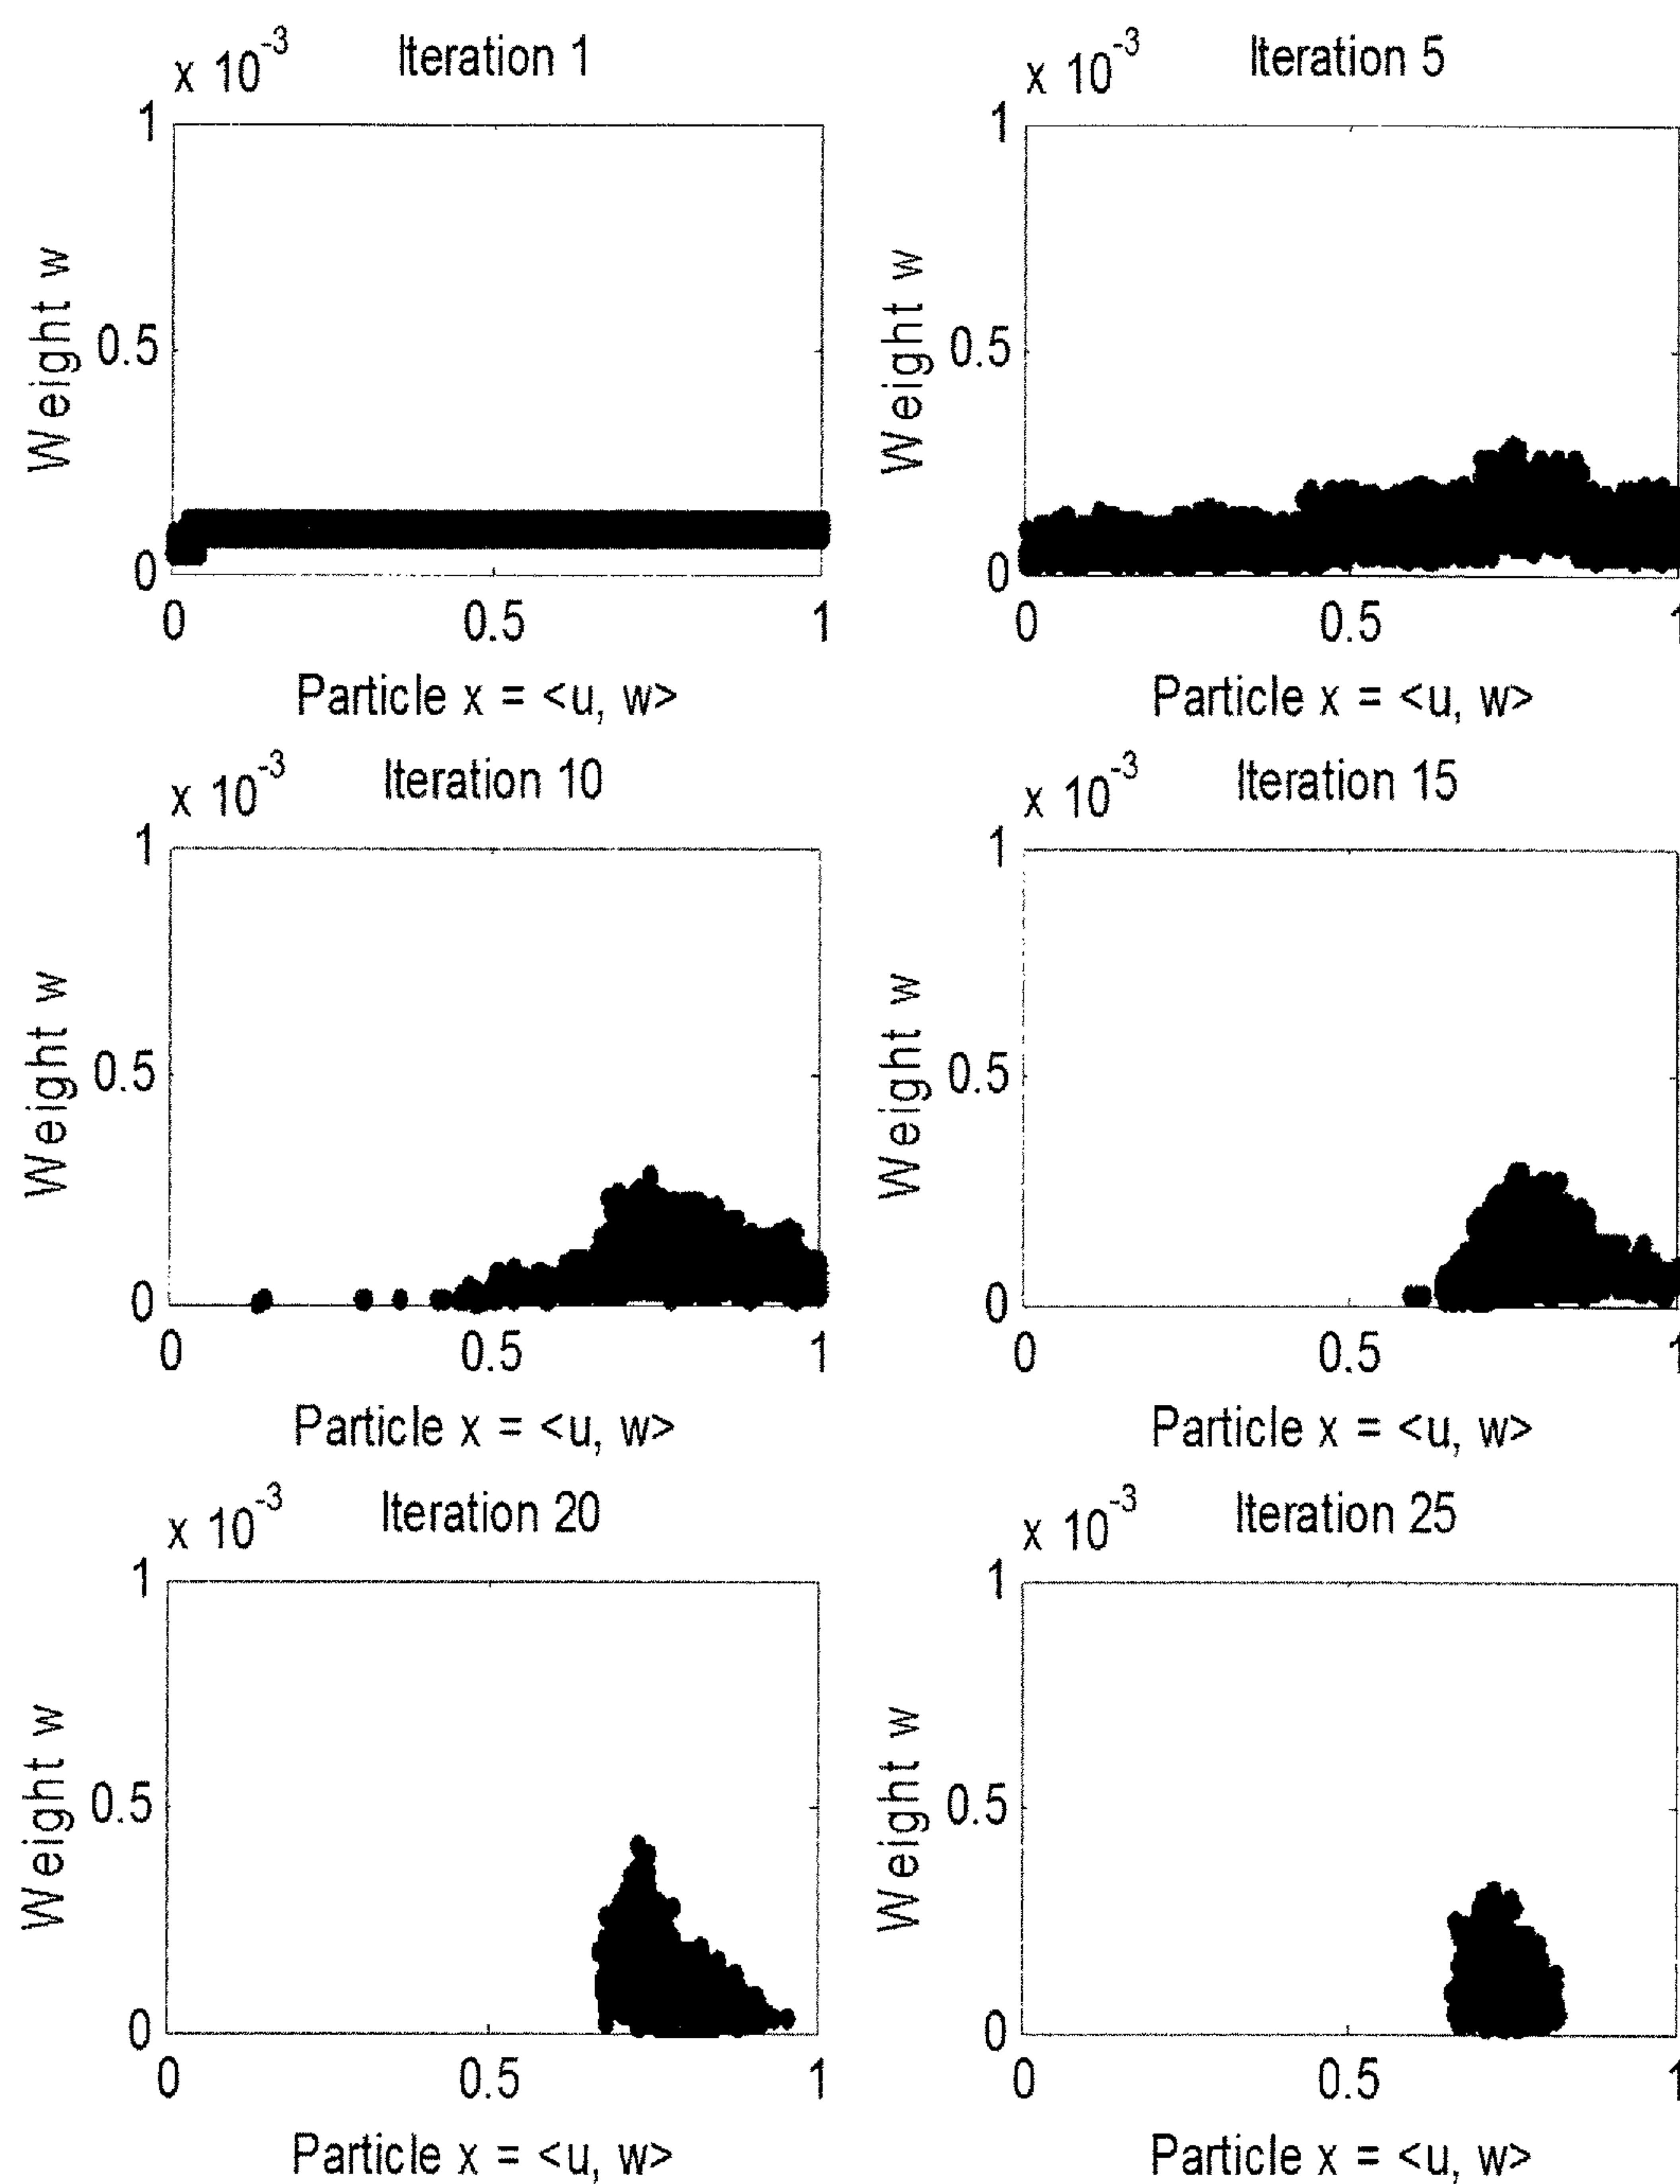 x 10^-3 Iteration 1
1
0.5
0
Weight w
0 0.5 1
Particle x = <u, w>
x 10^-3 Iteration 5
1
0.5
0
Weight w
0 0.5 1
Particle x = <u, w>
x 10^-3 Iteration 10
1
0.5
0
Weight w
0 0.5 1
Particle x = <u, w>
x 10^-3 Iteration 15
1
0.5
0
Weight w
0 0.5 1
Particle x = <u, w>
x 10^-3 Iteration 20
1
0.5
0
Weight w
0 0.5 1
Particle x = <u, w>
x 10^-3 Iteration 25
1
0.5
0
Weight w
0 0.5 1
Particle x = <u, w>